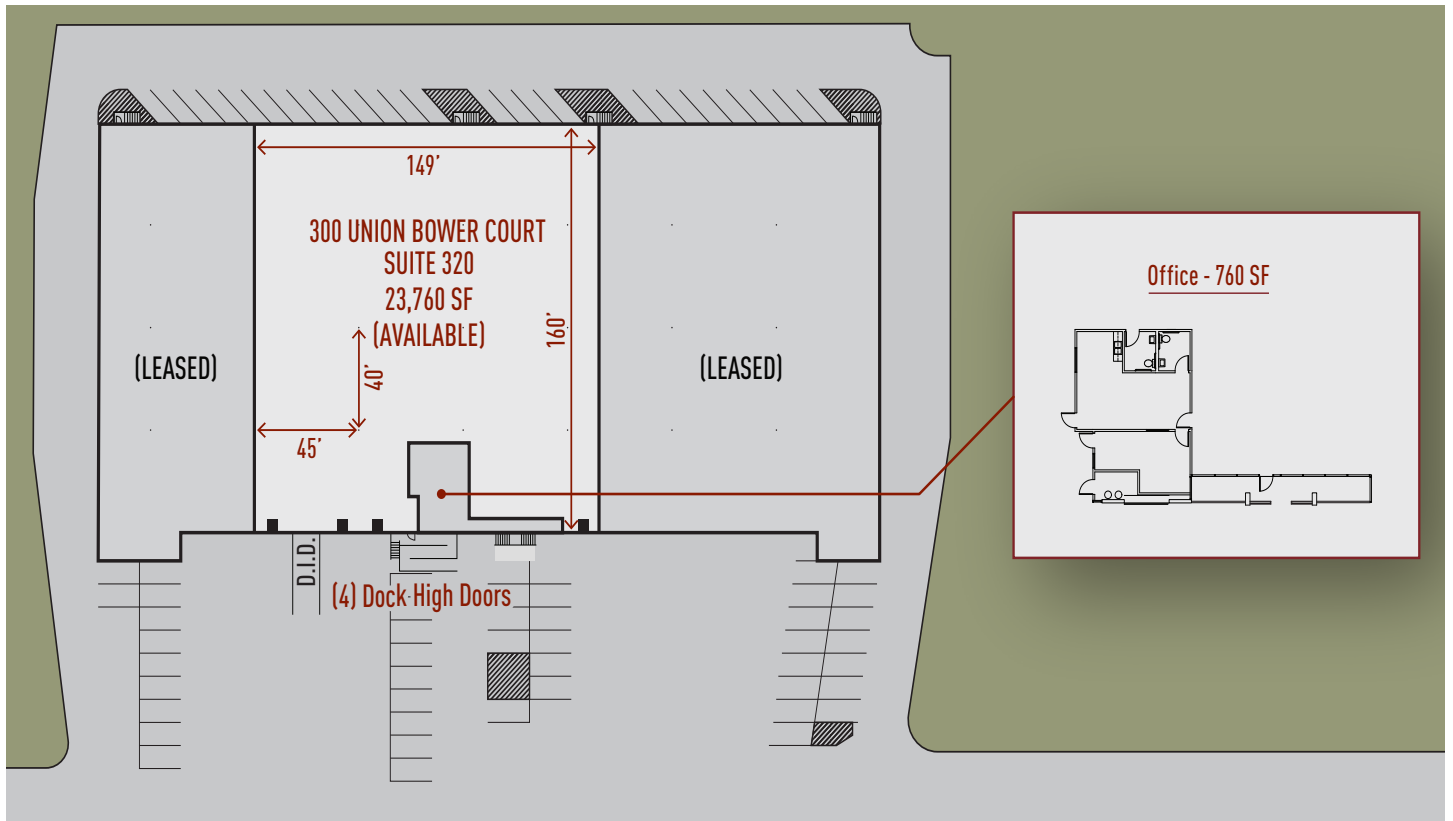 149'
300 UNION BOWER COURT
SUITE 320
23,760 SF
(AVAILABLE)
160'
40'
45'
(LEASED)
(LEASED)
D.I.D.
(4) Dock-High Doors
Office - 760 SF